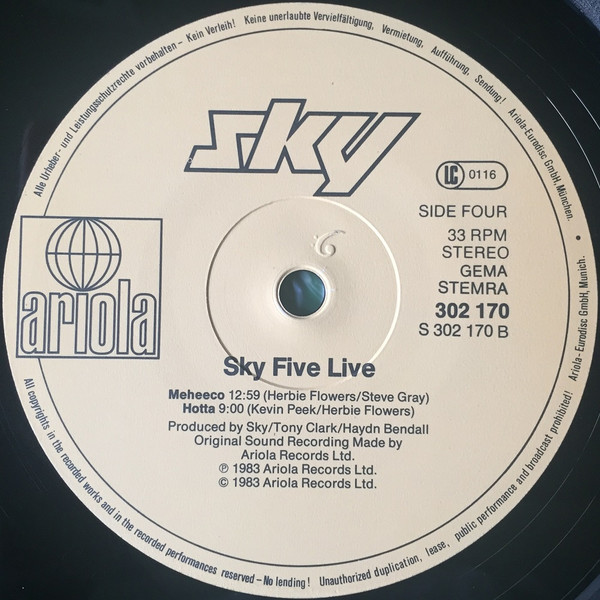 Alle Urheber- und Leistungsschutzrechte vorbehalten – Kein Verleih! Keine unerlaubte Vervielfältigung, Vermietung, Aufführung, Sendung! Ariola-Eurodisc GmbH, München.
sky
LC 0116
SIDE FOUR
33 RPM
STEREO
GEMA
STEMRA
302 170
S 302 170 B
ariola
Sky Five Live
Meheeco 12:59 (Herbie Flowers/Steve Gray)
Hotta 9:00 (Kevin Peek/Herbie Flowers)
Produced by Sky/Tony Clark/Haydn Bendall
Original Sound Recording Made by
Ariola Records Ltd.
℗ 1983 Ariola Records Ltd.
© 1983 Ariola Records Ltd.
All copyrights in the recorded works and in the recorded performances reserved – No lending! Unauthorized duplication, lease, public performance and broadcast prohibited! Ariola-Eurodisc GmbH, Munich.